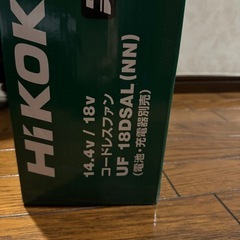 HiKOK
14.4v / 18v
コードレスファン
UF 18DSAL(NN)
(電池・充電器別売)